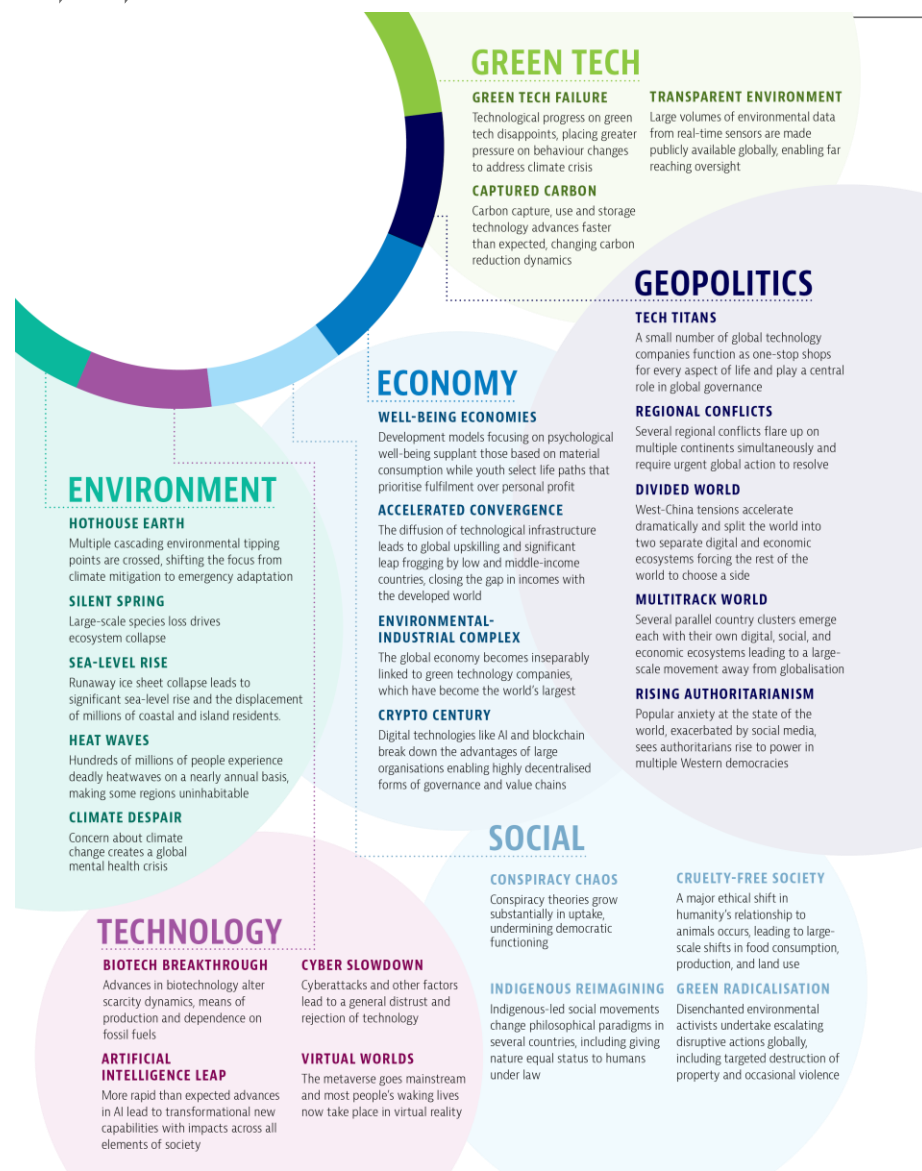 GREEN TECH
GREEN TECH FAILURE
Technological progress on green
tech disappoints, placing greater
pressure on behaviour changes
to address climate crisis
CAPTURED CARBON
Carbon capture, use and storage
technology advances faster
than expected, changing carbon
reduction dynamics
TRANSPARENT ENVIRONMENT
Large volumes of environmental data
from real-time sensors are made
publicly available globally, enabling far
reaching oversight
GEOPOLITICS
TECH TITANS
A small number of global technology
companies function as one-stop shops
for every aspect of life and play a central
role in global governance
REGIONAL CONFLICTS
Several regional conflicts flare up on
multiple continents simultaneously and
require urgent global action to resolve
DIVIDED WORLD
West-China tensions accelerate
dramatically and split the world into
two separate digital and economic
ecosystems forcing the rest of the
world to choose a side
MULTITRACK WORLD
Several parallel country clusters emerge
each with their own digital, social, and
economic ecosystems leading to a large-
scale movement away from globalisation
RISING AUTHORITARIANISM
Popular anxiety at the state of the
world, exacerbated by social media,
sees authoritarians rise to power in
multiple Western democracies
ECONOMY
WELL-BEING ECONOMIES
Development models focusing on psychological
well-being supplant those based on material
consumption while youth select life paths that
prioritise fulfilment over personal profit
ACCELERATED CONVERGENCE
The diffusion of technological infrastructure
leads to global upskilling and significant
leap frogging by low and middle-income
countries, closing the gap in incomes with
the developed world
ENVIRONMENTAL-
INDUSTRIAL COMPLEX
The global economy becomes inseparably
linked to green technology companies,
which have become the world's largest
CRYPTO CENTURY
Digital technologies like AI and blockchain
break down the advantages of large
organisations enabling highly decentralised
forms of governance and value chains
ENVIRONMENT
HOTHOUSE EARTH
Multiple cascading environmental tipping
points are crossed, shifting the focus from
climate mitigation to emergency adaptation
SILENT SPRING
Large-scale species loss drives
ecosystem collapse
SEA-LEVEL RISE
Runaway ice sheet collapse leads to
significant sea-level rise and the displacement
of millions of coastal and island residents.
HEAT WAVES
Hundreds of millions of people experience
deadly heatwaves on a nearly annual basis,
making some regions uninhabitable
CLIMATE DESPAIR
Concern about climate
change creates a global
mental health crisis
SOCIAL
CONSPIRACY CHAOS
Conspiracy theories grow
substantially in uptake,
undermining democratic
functioning
CRUELTY-FREE SOCIETY
A major ethical shift in
humanity's relationship to
animals occurs, leading to large-
scale shifts in food consumption,
production, and land use
INDIGENOUS REIMAGINING
Indigenous-led social movements
change philosophical paradigms in
several countries, including giving
nature equal status to humans
under law
GREEN RADICALISATION
Disenchanted environmental
activists undertake escalating
disruptive actions globally,
including targeted destruction of
property and occasional violence
TECHNOLOGY
BIOTECH BREAKTHROUGH
Advances in biotechnology alter
scarcity dynamics, means of
production and dependence on
fossil fuels
CYBER SLOWDOWN
Cyberattacks and other factors
lead to a general distrust and
rejection of technology
ARTIFICIAL
INTELLIGENCE LEAP
More rapid than expected advances
in AI lead to transformational new
capabilities with impacts across all
elements of society
VIRTUAL WORLDS
The metaverse goes mainstream
and most people's waking lives
now take place in virtual reality